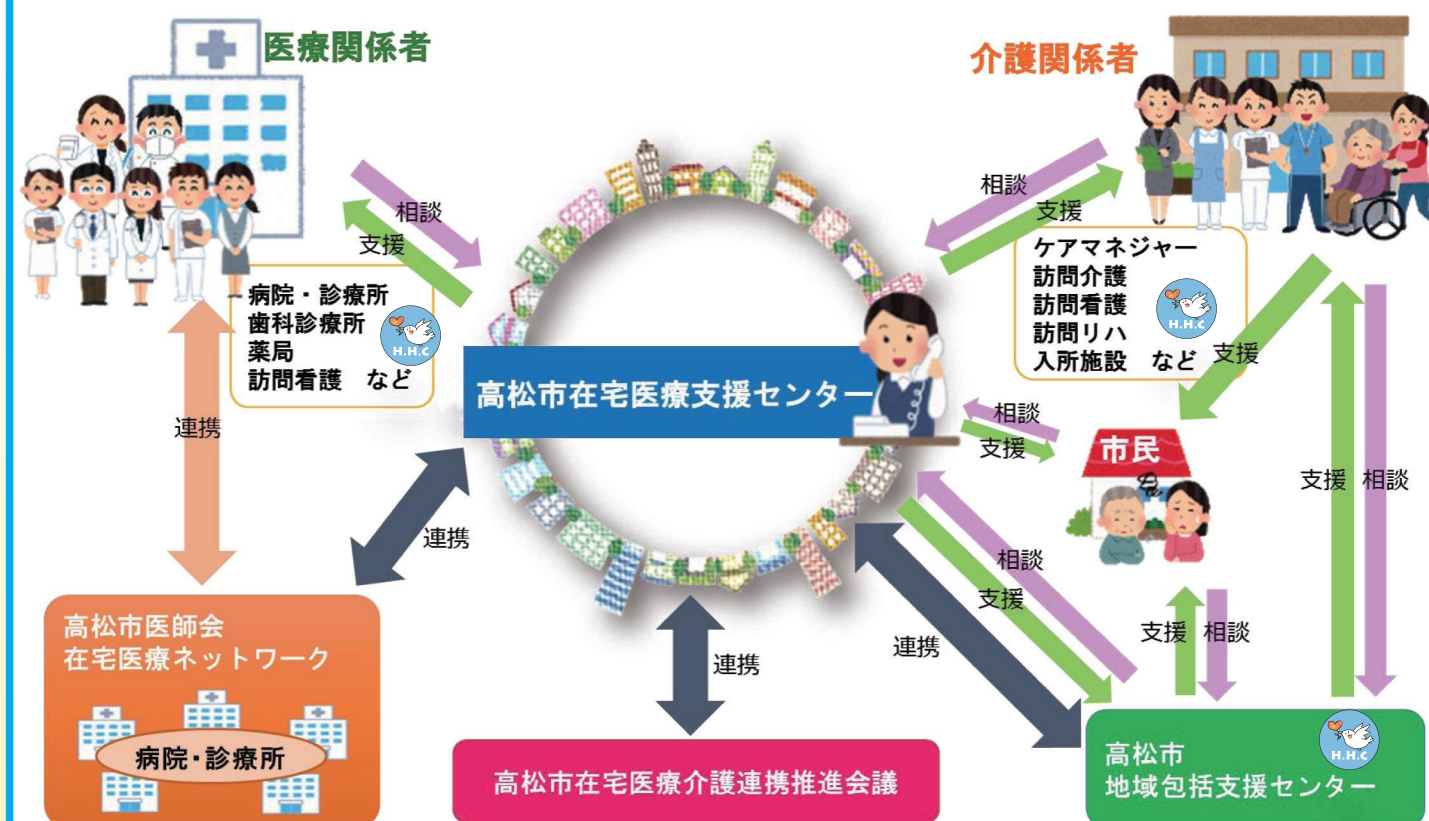 医療関係者
介護関係者
相談
支援
相談
支援
病院・診療所
歯科診療所
薬局
訪問看護 など
H.H.C
ケアマネジャー
訪問介護
訪問看護
訪問リハ
入所施設 など
H.H.C
支援
高松市在宅医療支援センター
相談
支援
市民
連携
連携
支援
相談
相談
支援
連携
連携
支援
相談
高松市医師会
在宅医療ネットワーク
病院・診療所
高松市在宅医療介護連携推進会議
高松市
地域包括支援センター
H.H.C